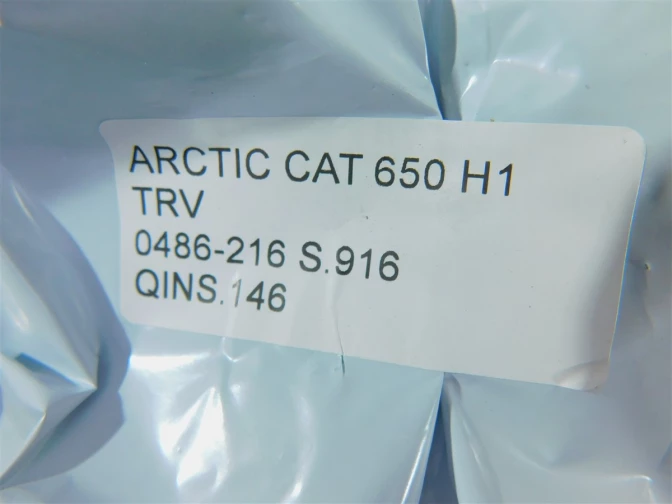 ARCTIC CAT 650 H1
TRV
0486-216 S.916
QINS.146